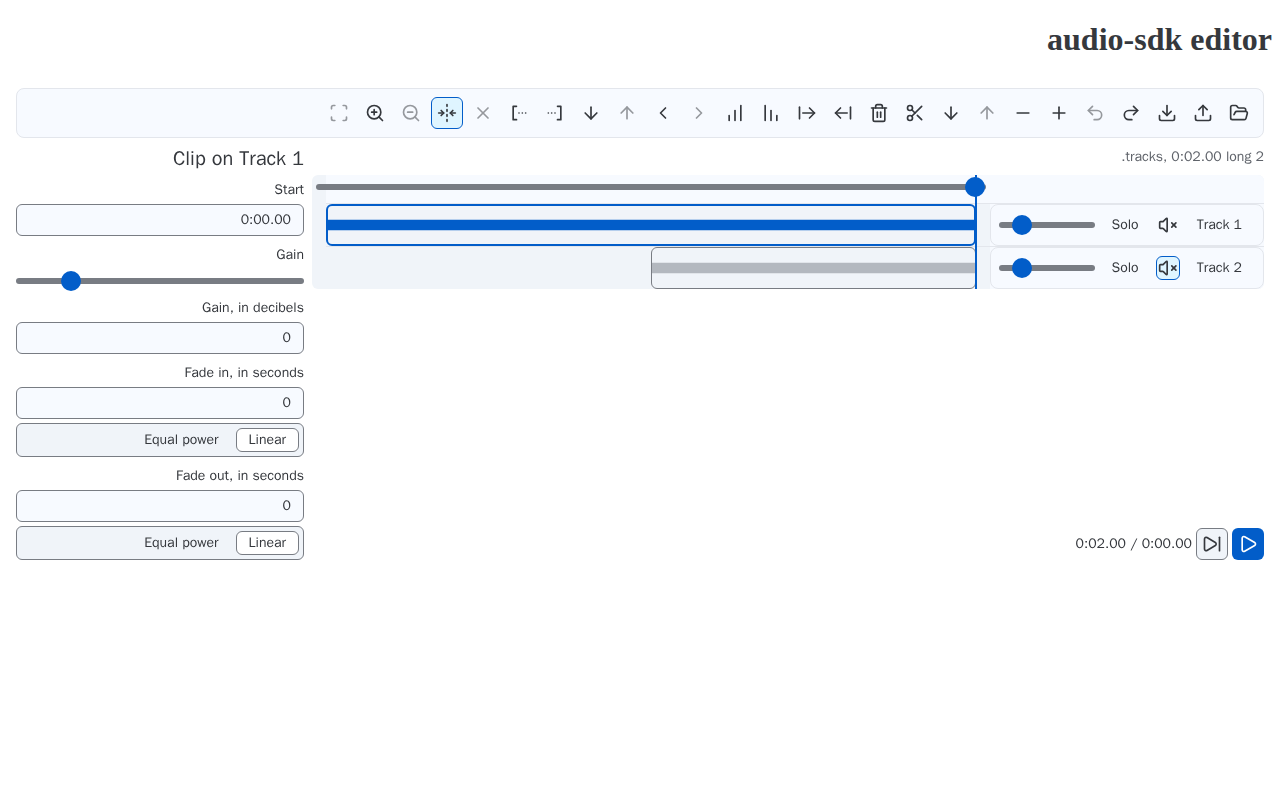 audio-sdk editor
Clip on Track 1
.tracks, 0:02.00 long 2
Start
0:00.00
Gain
Gain, in decibels
0
Fade in, in seconds
0
Equal power Linear
Fade out, in seconds
0
Equal power Linear
Solo Track 1
Solo Track 2
0:02.00 / 0:00.00